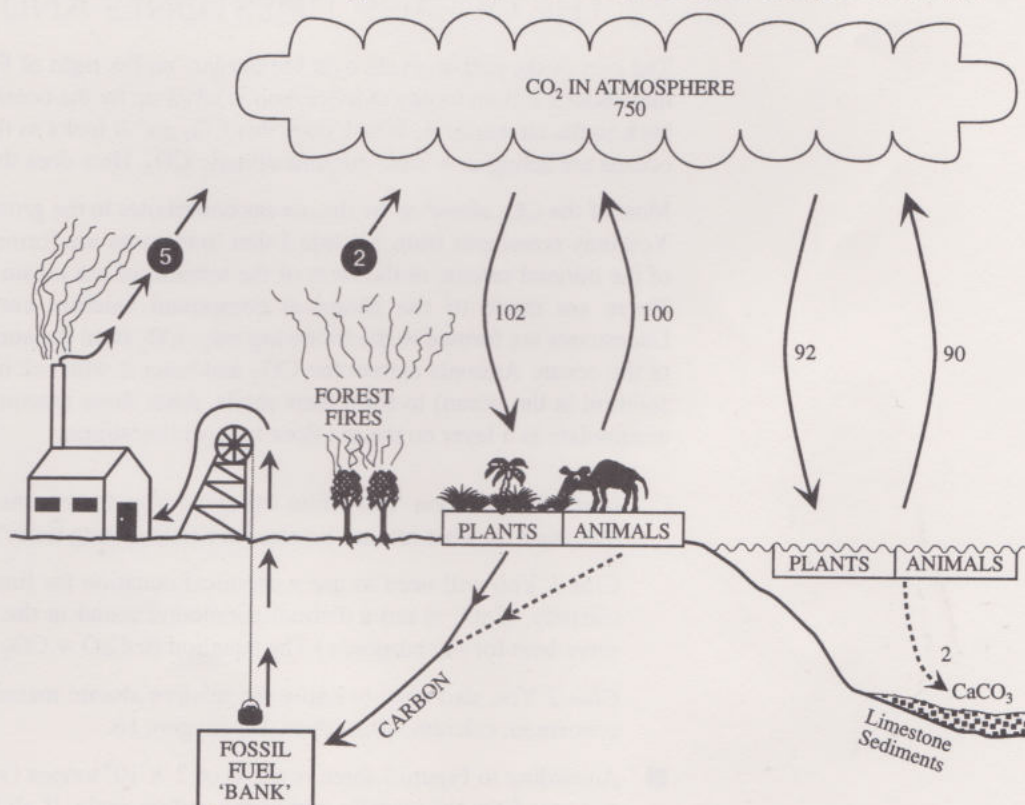 CO₂ IN ATMOSPHERE
750
5
2
102
100
92
90
FOREST
FIRES
PLANTS
ANIMALS
PLANTS
ANIMALS
2
CaCO₃
CARBON
Limestone
Sediments
FOSSIL
FUEL
‘BANK’